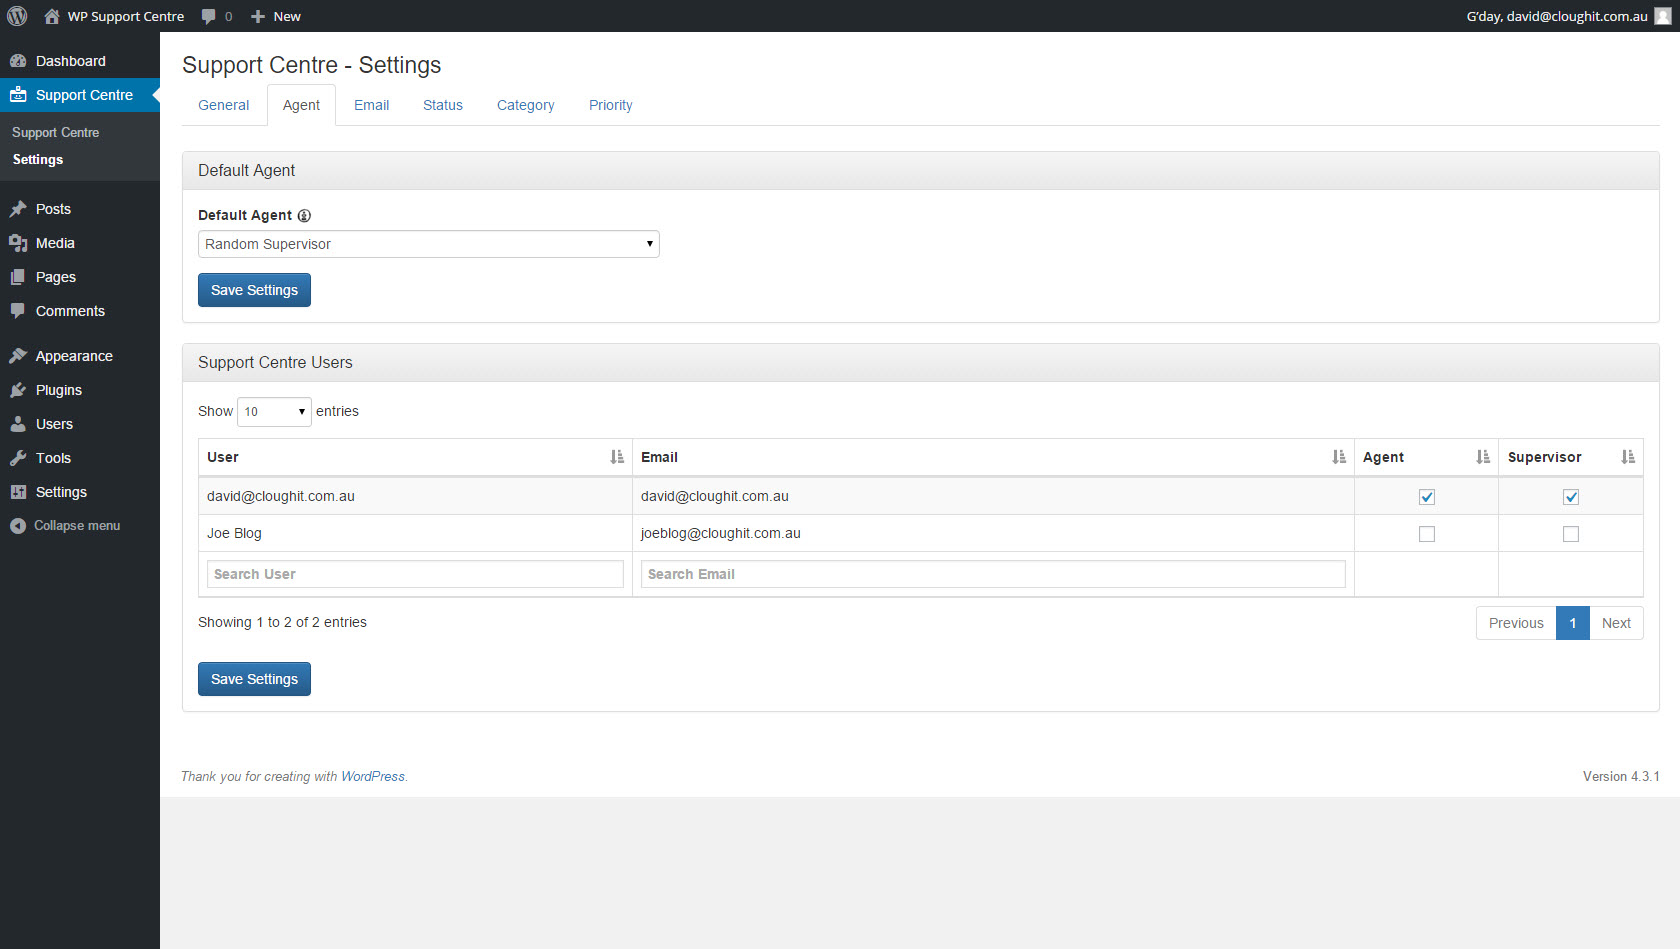 WP Support Centre 0 New G'day, david@cloughit.com.au
Dashboard
Support Centre
Support Centre
Settings
Posts
Media
Pages
Comments
Appearance
Plugins
Users
Tools
Settings
Collapse menu
Support Centre - Settings
General Agent Email Status Category Priority
Default Agent
Default Agent
Random Supervisor
Save Settings
Support Centre Users
Show 10 entries
User Email Agent Supervisor
david@cloughit.com.au david@cloughit.com.au
Joe Blog joeblog@cloughit.com.au
Search User Search Email
Showing 1 to 2 of 2 entries Previous 1 Next
Save Settings
Thank you for creating with WordPress. Version 4.3.1